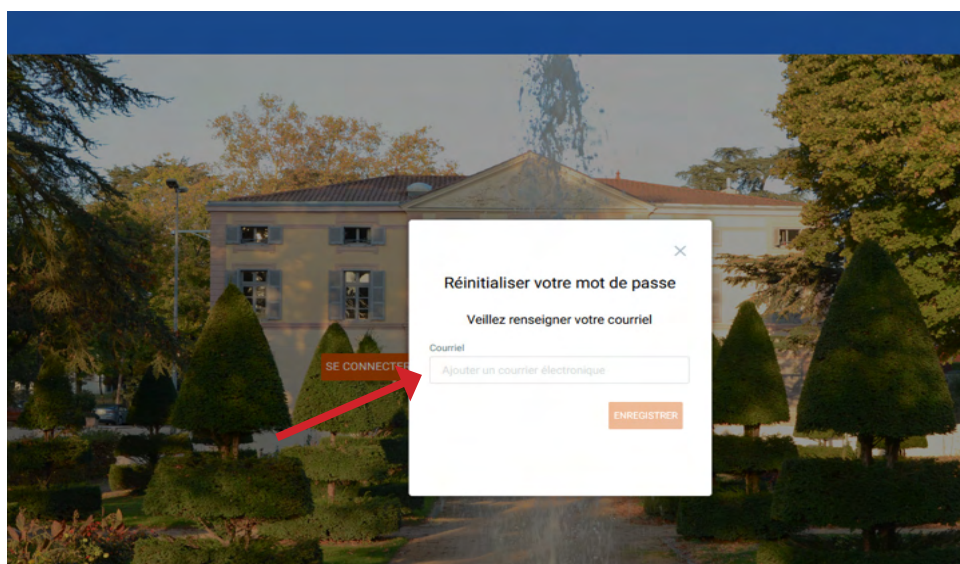 Réinitialiser votre mot de passe
Veillez renseigner votre courriel
Courriel
SE CONNECTER
Ajouter un courrier électronique
ENREGISTRER